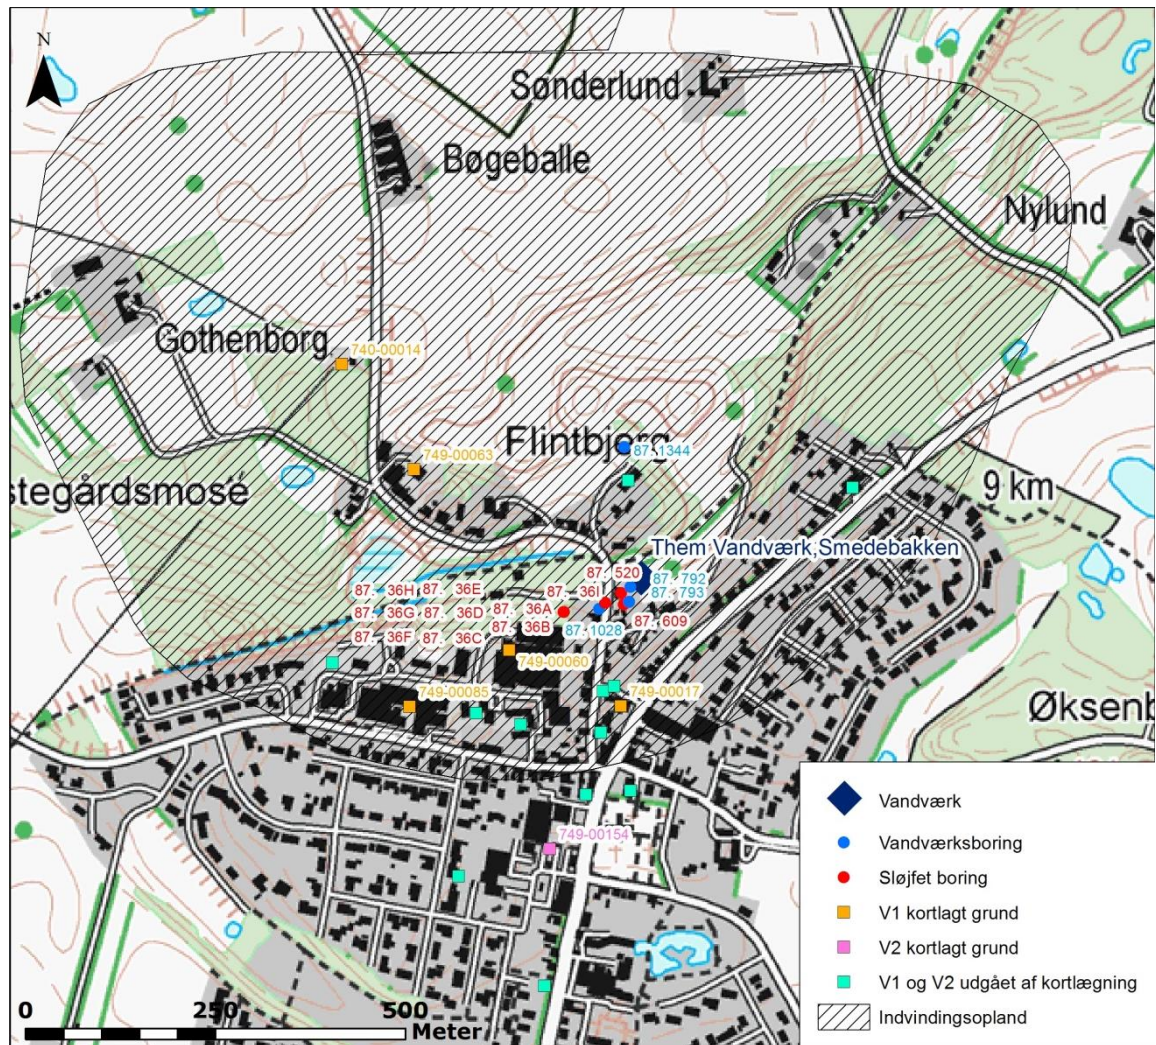 N
Sønderlund
Bøgeballe
Nylund
Gothenborg
740-00014
749-00063
Flintbjerg
87. 1344
stegårdsmose
9 km
Them Vandværk,Smedebakken
87. 520
87. 792
87. 36H
87. 36E
87. 36I
87. 793
87. 36G
87. 36D
87. 36A
87. 609
87. 36F
87. 36C
87. 36B
87. 1028
749-00060
749-00085
749-00017
Øksenb
749-00154
Vandværk
Vandværksboring
Sløjfet boring
V1 kortlagt grund
V2 kortlagt grund
V1 og V2 udgået af kortlægning
Indvindingsopland
0 250 500
Meter